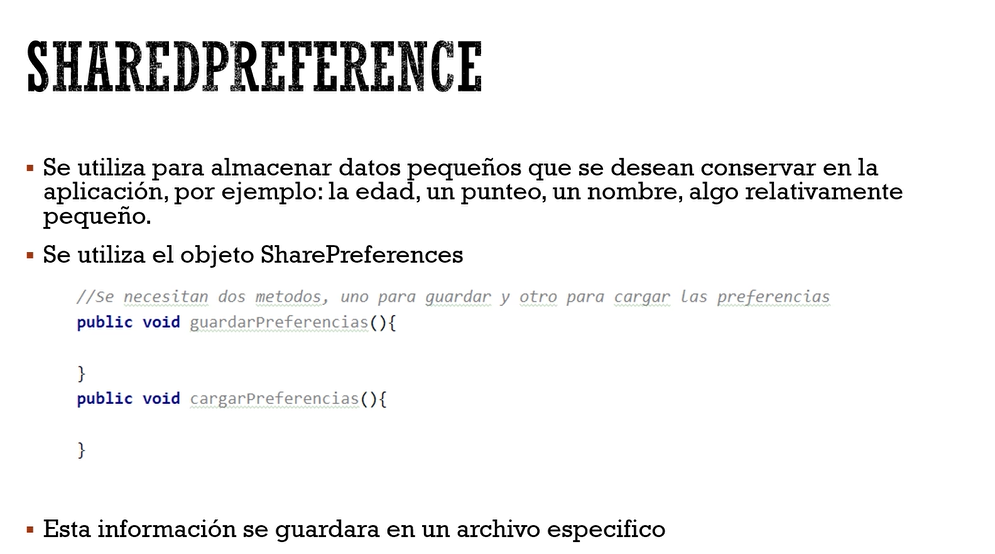 SHAREDPREFERENCE
Se utiliza para almacenar datos pequeños que se desean conservar en la
aplicación, por ejemplo: la edad, un punteo, un nombre, algo relativamente
pequeño.
Se utiliza el objeto SharePreferences
//Se necesitan dos metodos, uno para guardar y otro para cargar las preferencias
public void guardarPreferencias(){
}
public void cargarPreferencias(){
}
Esta información se guardara en un archivo especifico